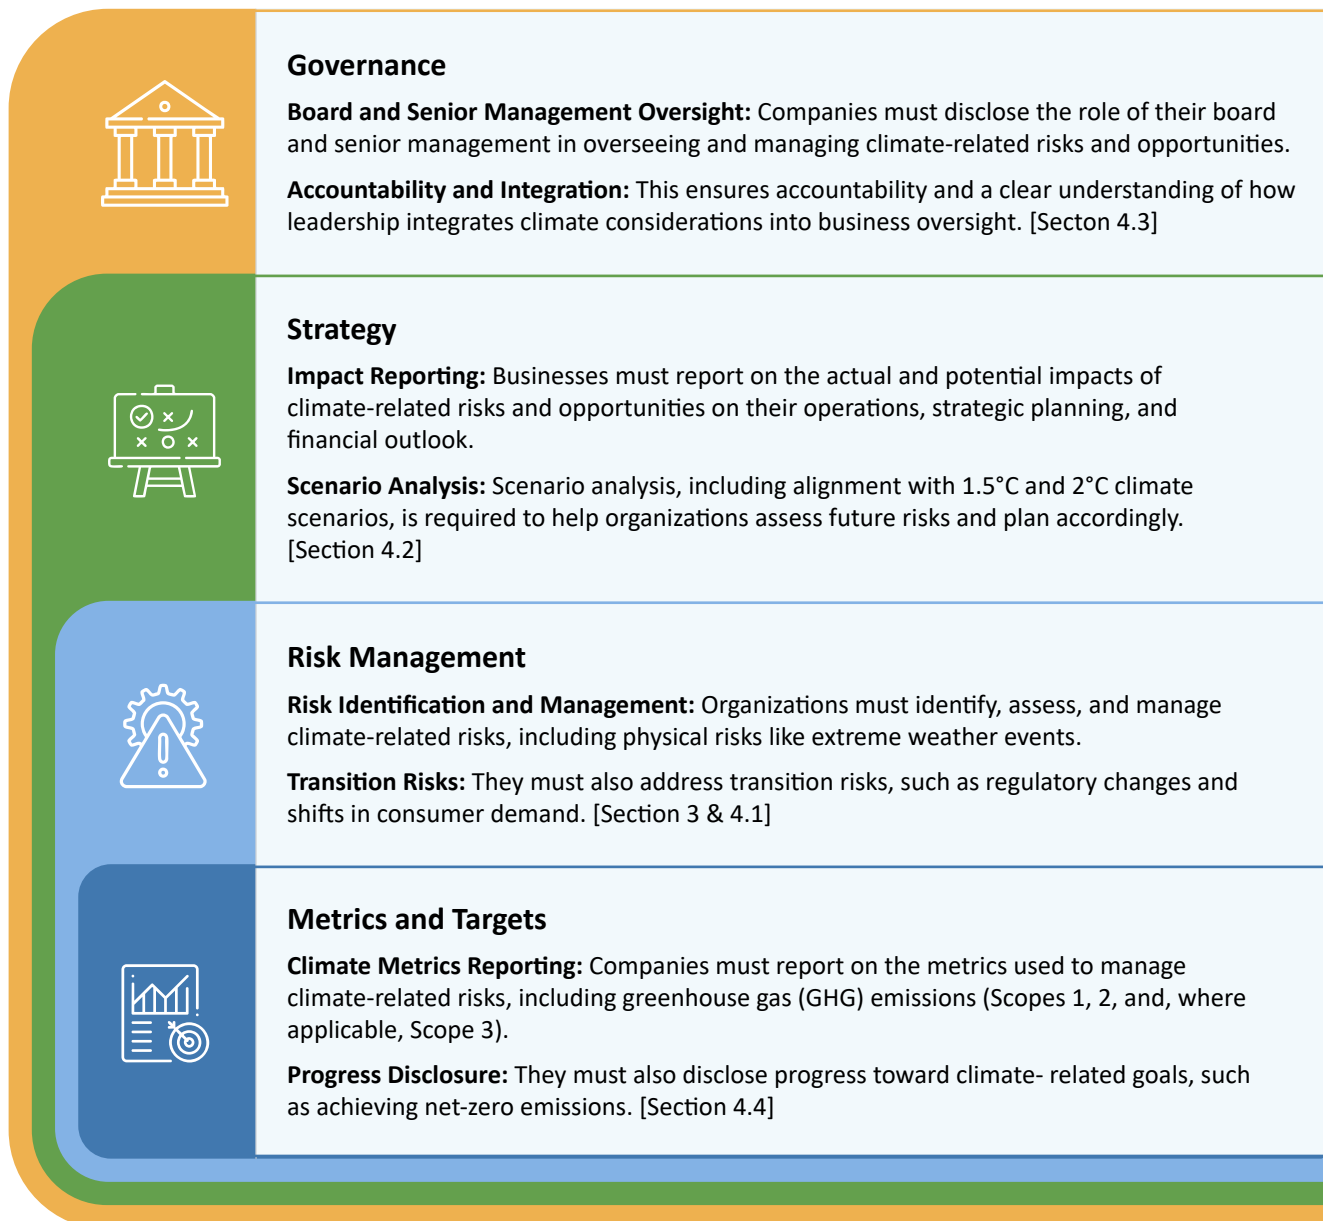 Governance
Board and Senior Management Oversight: Companies must disclose the role of their board
and senior management in overseeing and managing climate-related risks and opportunities.
Accountability and Integration: This ensures accountability and a clear understanding of how
leadership integrates climate considerations into business oversight. [Secton 4.3]
Strategy
Impact Reporting: Businesses must report on the actual and potential impacts of
climate-related risks and opportunities on their operations, strategic planning, and
financial outlook.
Scenario Analysis: Scenario analysis, including alignment with 1.5°C and 2°C climate
scenarios, is required to help organizations assess future risks and plan accordingly.
[Section 4.2]
Risk Management
Risk Identification and Management: Organizations must identify, assess, and manage
climate-related risks, including physical risks like extreme weather events.
Transition Risks: They must also address transition risks, such as regulatory changes and
shifts in consumer demand. [Section 3 & 4.1]
Metrics and Targets
Climate Metrics Reporting: Companies must report on the metrics used to manage
climate-related risks, including greenhouse gas (GHG) emissions (Scopes 1, 2, and, where
applicable, Scope 3).
Progress Disclosure: They must also disclose progress toward climate- related goals, such
as achieving net-zero emissions. [Section 4.4]